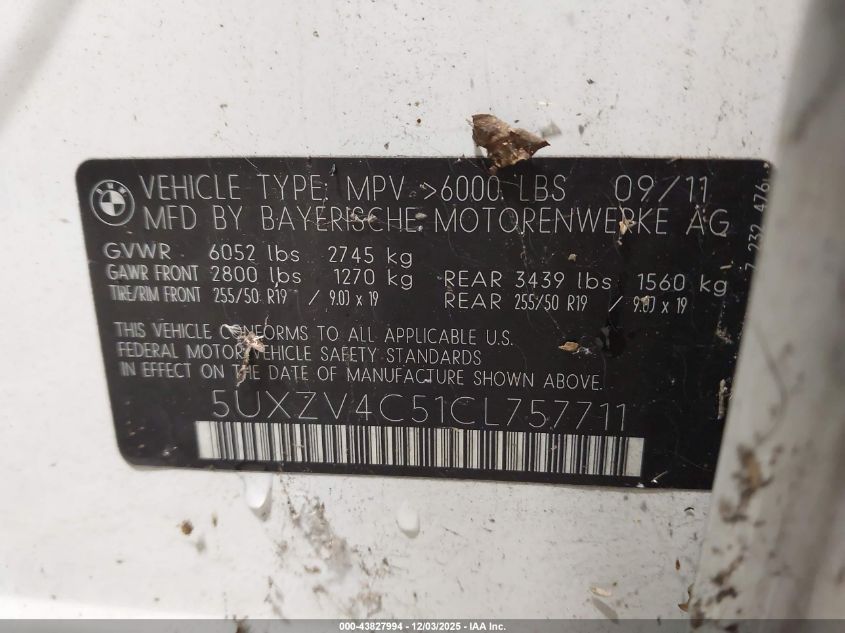 VEHICLE TYPE: MPV >6000 LBS 09/11
MFD BY BAYERISCHE MOTORENWERKE AG
GVWR 6052 lbs 2745 kg
GAWR FRONT 2800 lbs 1270 kg REAR 3439 lbs 1560 kg
TIRE/RIM FRONT 255/50 R19 / 9.0J x 19 REAR 255/50 R19 / 9.0J x 19
THIS VEHICLE CONFORMS TO ALL APPLICABLE U.S.
FEDERAL MOTOR VEHICLE SAFETY STANDARDS
IN EFFECT ON THE DATE OF MANUFACTURE SHOWN ABOVE.
5UXZV4C51CL757711
7 232 476
000-43827994 - 12/03/2025 - IAA Inc.